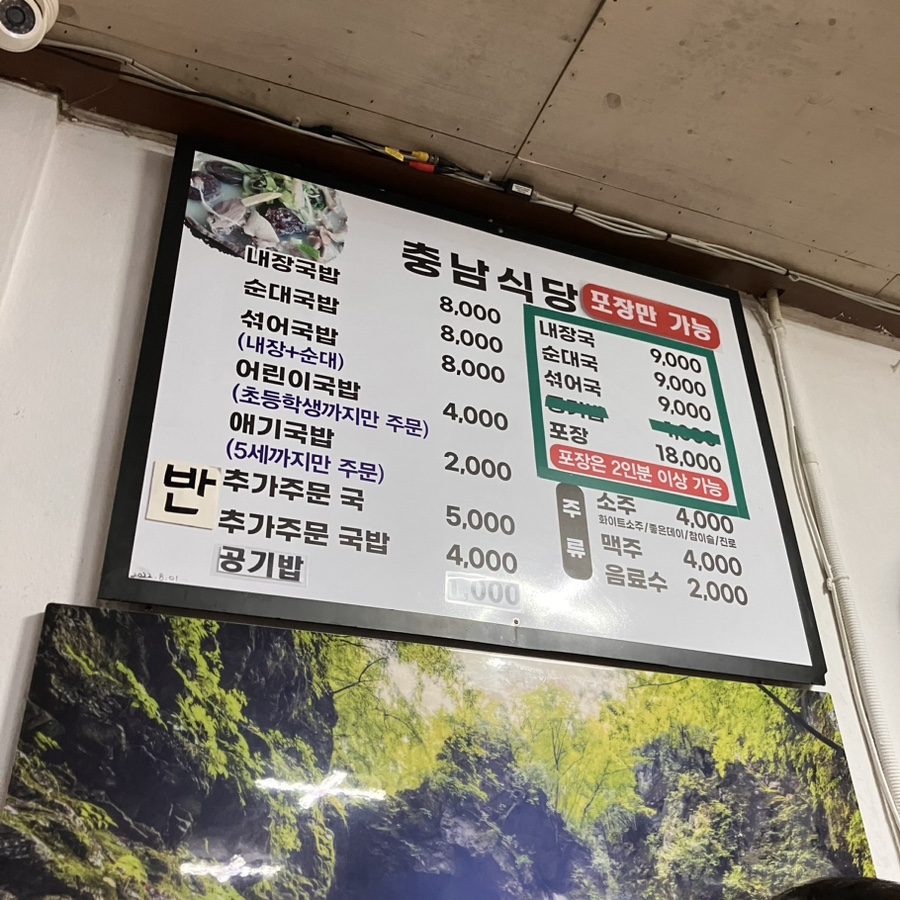 충남식당
내장국밥 8,000
순대국밥 8,000
섞어국밥 8,000
(내장+순대)
어린이국밥 4,000
(초등학생까지만 주문)
애기국밥 2,000
(5세까지만 주문)
반 추가주문 국 5,000
추가주문 국밥 4,000
공기밥 1,000
2022.8.01
포장만 가능
내장국 9,000
순대국 9,000
섞어국 9,000
포장 18,000
포장은 2인분 이상 가능
주류
소주 4,000
화이트소주/좋은데이/참이슬/진로
맥주 4,000
음료수 2,000